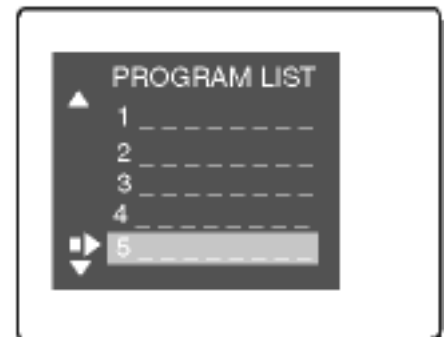 PROGRAM LIST
1 _ _ _ _ _ _ _ _ _
2 _ _ _ _ _ _ _ _ _
3 _ _ _ _ _ _ _ _ _
4 _ _ _ _ _ _ _ _ _
5 _ _ _ _ _ _ _ _ _